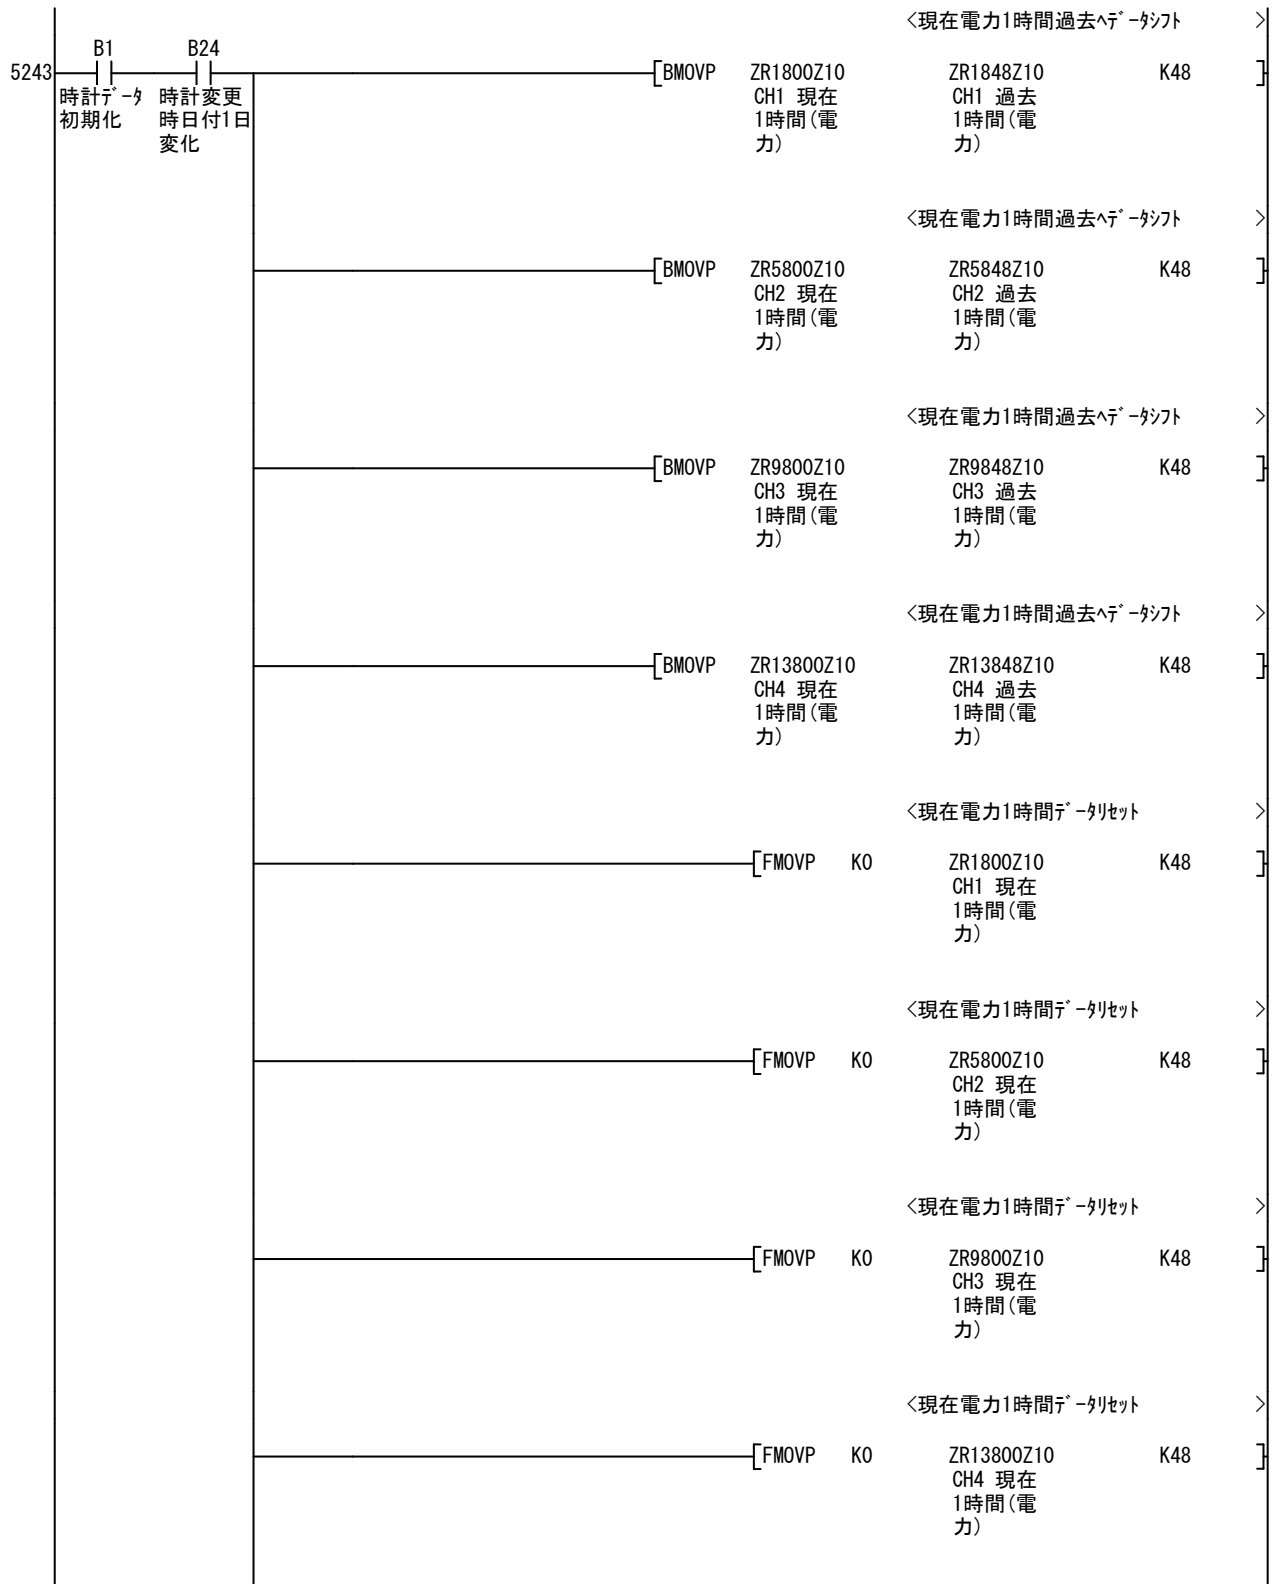 <現在電力1時間過去へデータシフト >
B1 B24
5243 [BMOVP ZR1800Z10 ZR1848Z10 K48 ]
時計データ 時計変更 CH1 現在 CH1 過去
初期化 時日付1日 1時間(電 1時間(電
変化 力) 力)
<現在電力1時間過去へデータシフト >
[BMOVP ZR5800Z10 ZR5848Z10 K48 ]
CH2 現在 CH2 過去
1時間(電 1時間(電
力) 力)
<現在電力1時間過去へデータシフト >
[BMOVP ZR9800Z10 ZR9848Z10 K48 ]
CH3 現在 CH3 過去
1時間(電 1時間(電
力) 力)
<現在電力1時間過去へデータシフト >
[BMOVP ZR13800Z10 ZR13848Z10 K48 ]
CH4 現在 CH4 過去
1時間(電 1時間(電
力) 力)
<現在電力1時間データリセット >
[FMOVP K0 ZR1800Z10 K48 ]
CH1 現在
1時間(電
力)
<現在電力1時間データリセット >
[FMOVP K0 ZR5800Z10 K48 ]
CH2 現在
1時間(電
力)
<現在電力1時間データリセット >
[FMOVP K0 ZR9800Z10 K48 ]
CH3 現在
1時間(電
力)
<現在電力1時間データリセット >
[FMOVP K0 ZR13800Z10 K48 ]
CH4 現在
1時間(電
力)